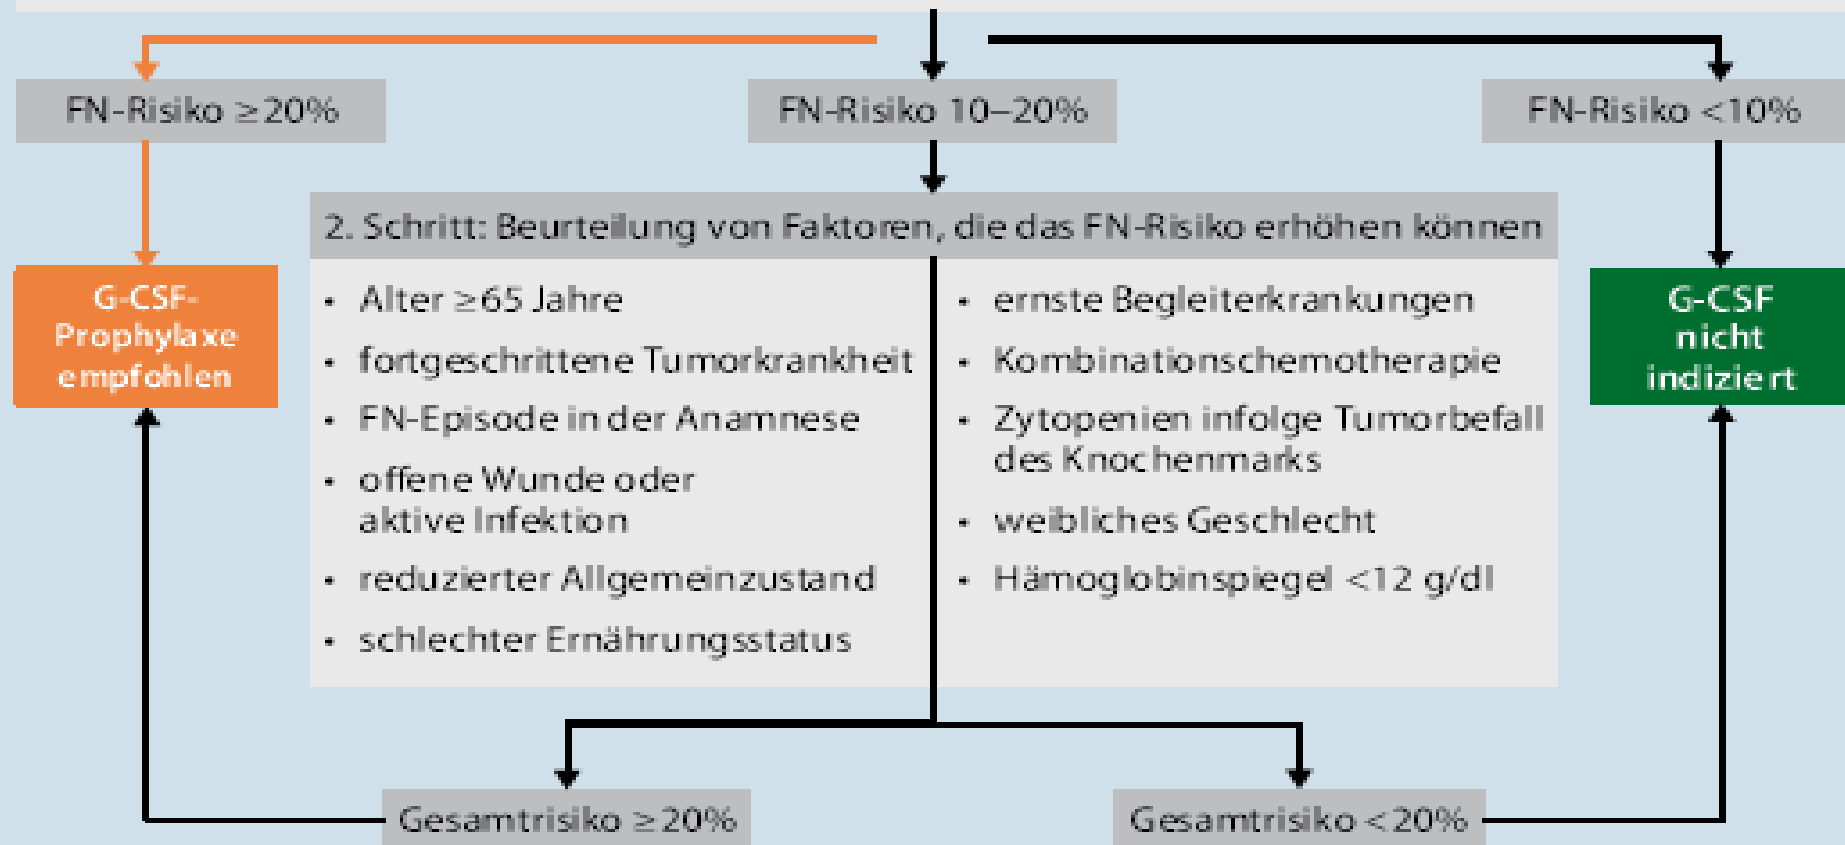 FN-Risiko ≥20%
FN-Risiko 10–20%
FN-Risiko <10%
2. Schritt: Beurteilung von Faktoren, die das FN-Risiko erhöhen können
G-CSF-
Prophylaxe
empfohlen
• Alter ≥65 Jahre
• fortgeschrittene Tumorkrankheit
• FN-Episode in der Anamnese
• offene Wunde oder
aktive Infektion
• reduzierter Allgemeinzustand
• schlechter Ernährungsstatus
• ernste Begleiterkrankungen
• Kombinationschemotherapie
• Zytopenien infolge Tumorbefall
des Knochenmarks
• weibliches Geschlecht
• Hämoglobinspiegel <12 g/dl
G-CSF
nicht
indiziert
Gesamtrisiko ≥20%
Gesamtrisiko <20%